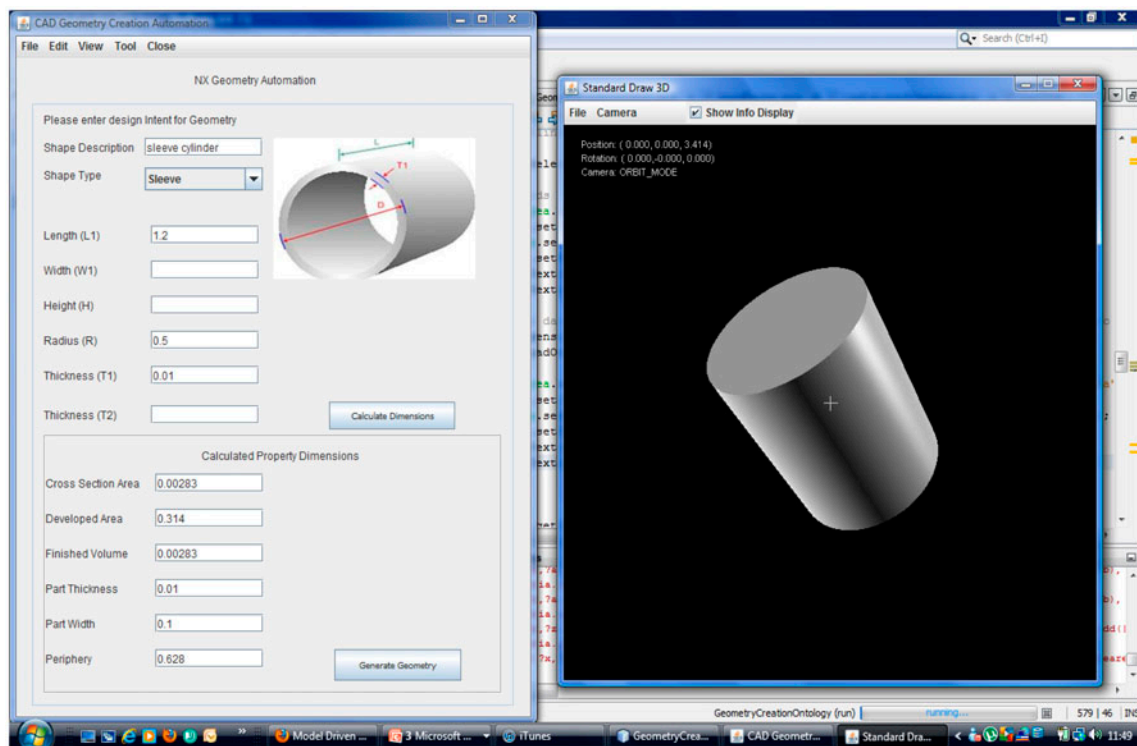 CAD Geometry Creation Automation
File Edit View Tool Close
NX Geometry Automation
Please enter design Intent for Geometry
Shape Description sleeve cylinder
Shape Type Sleeve
L
T1
D
Length (L1) 1.2
Width (W1)
Height (H)
Radius (R) 0.5
Thickness (T1) 0.01
Thickness (T2)
Calculate Dimensions
Calculated Property Dimensions
Cross Section Area 0.00283
Developed Area 0.314
Finished Volume 0.00283
Part Thickness 0.01
Part Width 0.1
Periphery 0.628
Generate Geometry
Search (Ctrl+I)
Standard Draw 3D
File Camera Show Info Display
Position: ( 0.000, 0.000, 3.414)
Rotation: ( 0.000,-0.000, 0.000)
Camera: ORBIT_MODE
GeometryCreationOntology (run) running... 579 | 46 INS
Model Driven ... 3 Microsoft ... iTunes GeometryCrea... CAD Geometr... Standard Dra... 11:49